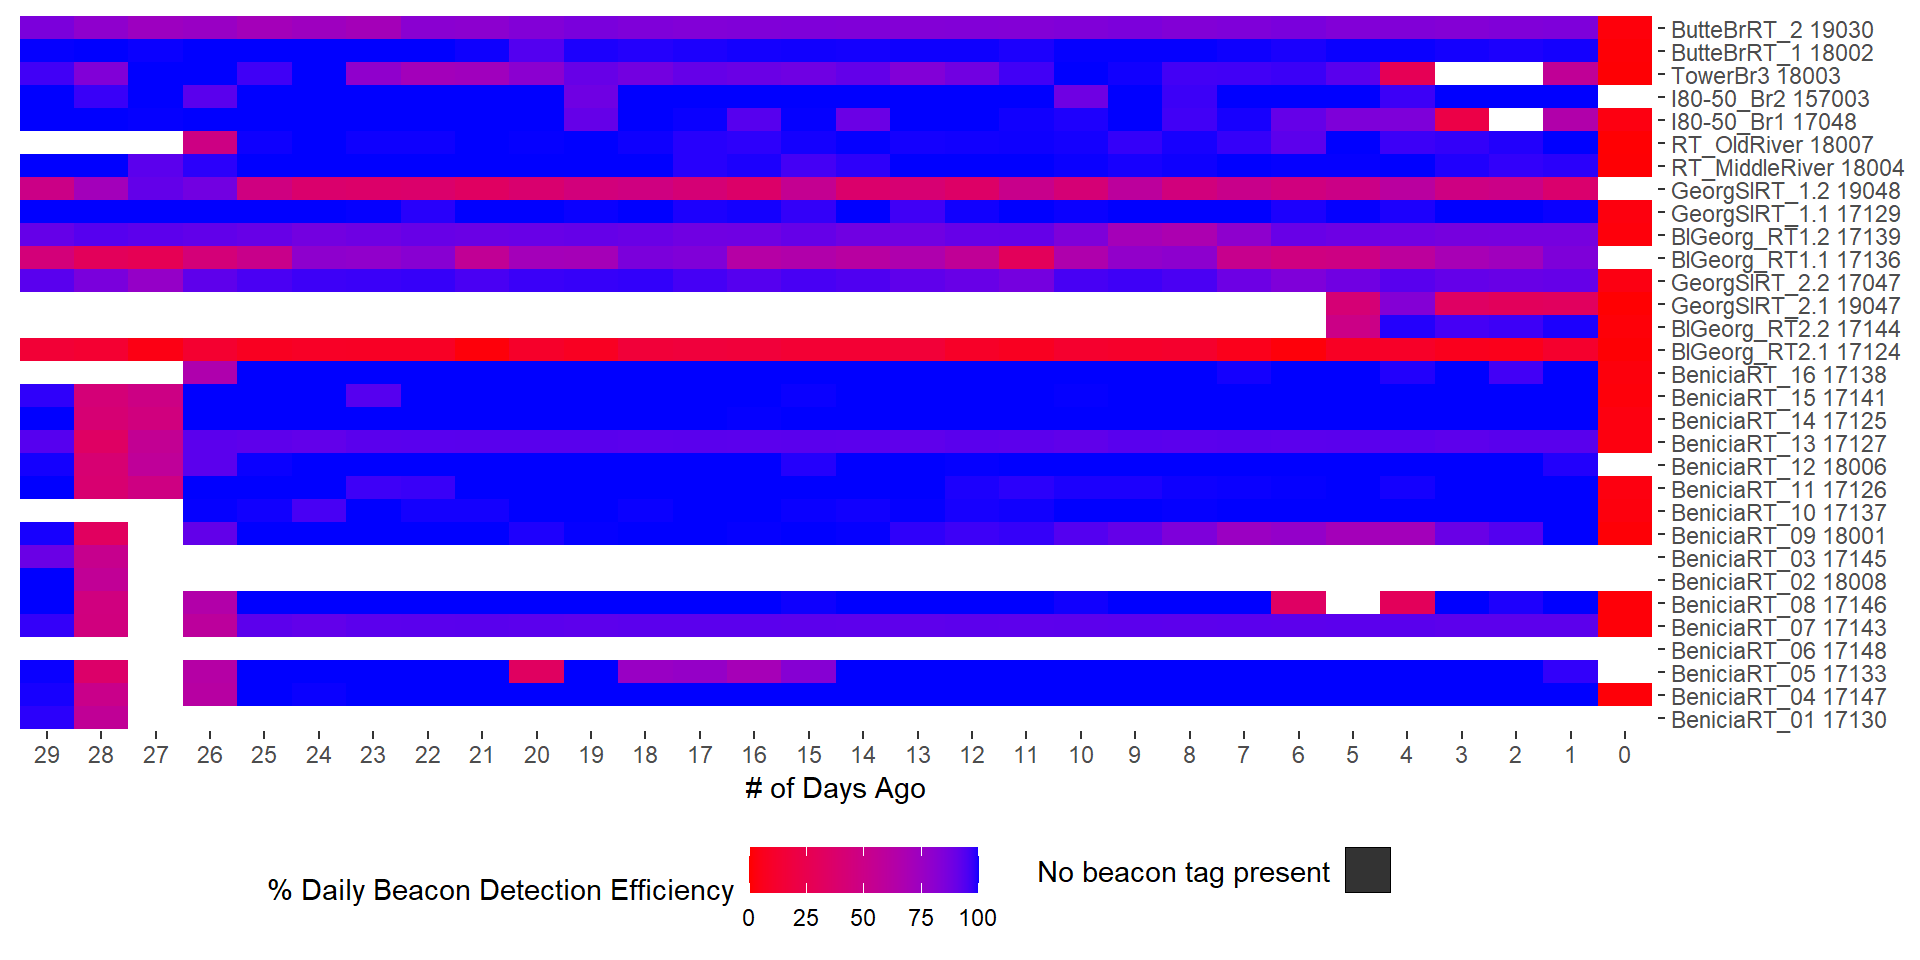 ButteBrRT_2 19030
ButteBrRT_1 18002
TowerBr3 18003
I80-50_Br2 157003
I80-50_Br1 17048
RT_OldRiver 18007
RT_MiddleRiver 18004
GeorgSlRT_1.2 19048
GeorgSlRT_1.1 17129
BlGeorg_RT1.2 17139
BlGeorg_RT1.1 17136
GeorgSlRT_2.2 17047
GeorgSlRT_2.1 19047
BlGeorg_RT2.2 17144
BlGeorg_RT2.1 17124
BeniciaRT_16 17138
BeniciaRT_15 17141
BeniciaRT_14 17125
BeniciaRT_13 17127
BeniciaRT_12 18006
BeniciaRT_11 17126
BeniciaRT_10 17137
BeniciaRT_09 18001
BeniciaRT_03 17145
BeniciaRT_02 18008
BeniciaRT_08 17146
BeniciaRT_07 17143
BeniciaRT_06 17148
BeniciaRT_05 17133
BeniciaRT_04 17147
BeniciaRT_01 17130
29 28 27 26 25 24 23 22 21 20 19 18 17 16 15 14 13 12 11 10 9 8 7 6 5 4 3 2 1 0
# of Days Ago
% Daily Beacon Detection Efficiency
0 25 50 75 100
No beacon tag present